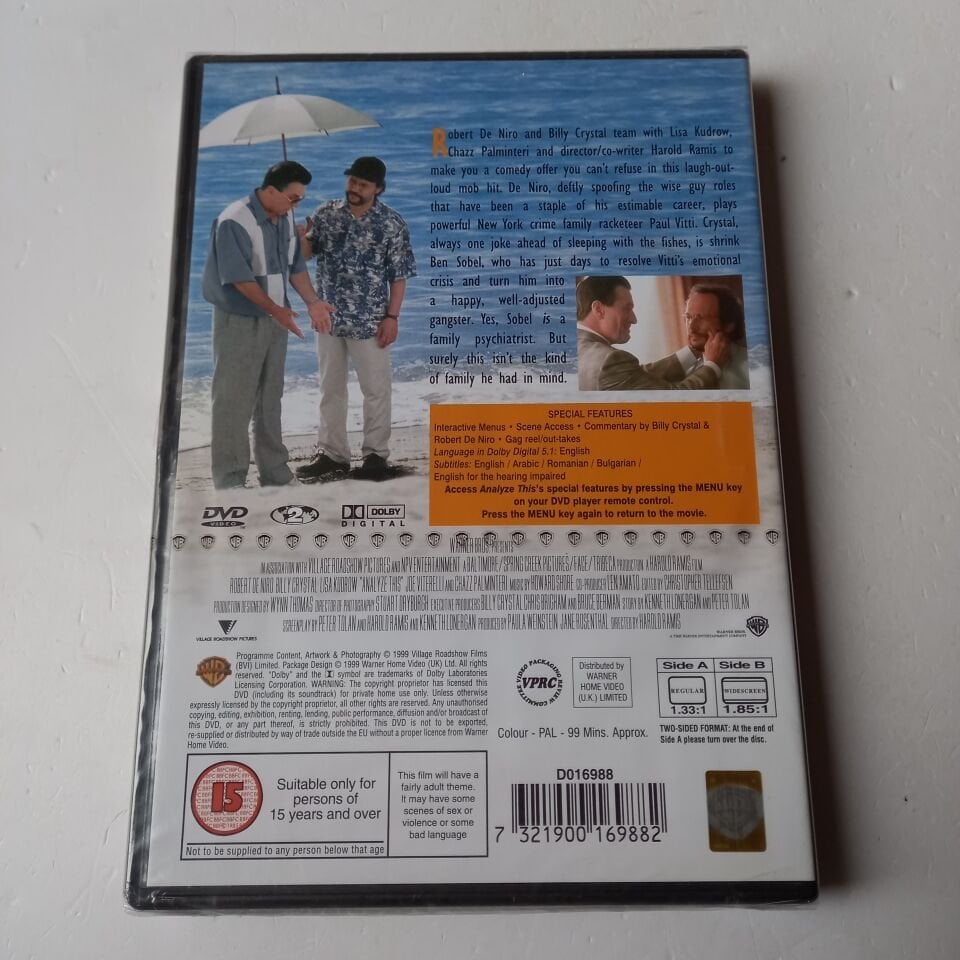 Robert De Niro and Billy Crystal team with Lisa Kudrow,
Chazz Palminteri and director/co-writer Harold Ramis to
make you a comedy offer you can't refuse in this laugh-out-
loud mob hit. De Niro, deftly spoofing the wise guy roles
that have been a staple of his estimable career, plays
powerful New York crime family racketeer Paul Vitti. Crystal,
always one joke ahead of sleeping with the fishes, is shrink
Ben Sobel, who has just days to resolve Vitti's emotional
crisis and turn him into
a happy, well-adjusted
gangster. Yes, Sobel is a
family psychiatrist. But
surely this isn't the kind
of family he had in mind.
SPECIAL FEATURES
Interactive Menus • Scene Access • Commentary by Billy Crystal &
Robert De Niro • Gag reel/out-takes
Language in Dolby Digital 5.1: English
Subtitles: English / Arabic / Romanian / Bulgarian /
English for the hearing impaired
Access Analyze This's special features by pressing the MENU key
on your DVD player remote control.
Press the MENU key again to return to the movie.
DVD VIDEO
2
DOLBY DIGITAL
WARNER BROS. PRESENTS
IN ASSOCIATION WITH VILLAGE ROADSHOW PICTURES AND NPV ENTERTAINMENT A BALTIMORE/SPRING CREEK PICTURES/FACE/TRIBECA PRODUCTION A HAROLD RAMIS FILM
ROBERT DE NIRO BILLY CRYSTAL LISA KUDROW "ANALYZE THIS" JOE VITERELLI AND CHAZZ PALMINTERI MUSIC BY HOWARD SHORE CO-PRODUCER LEN AMATO EDITED BY CHRISTOPHER TELLEFSEN
PRODUCTION DESIGNED BY WYNN THOMAS DIRECTOR OF PHOTOGRAPHY STUART DRYBURGH EXECUTIVE PRODUCERS BILLY CRYSTAL CHRIS BRIGHAM AND BRUCE BERMAN STORY BY KENNETH LONERGAN AND PETER TOLAN
SCREENPLAY BY PETER TOLAN AND HAROLD RAMIS AND KENNETH LONERGAN PRODUCED BY PAULA WEINSTEIN JANE ROSENTHAL DIRECTED BY HAROLD RAMIS
VILLAGE ROADSHOW PICTURES
WARNER BROS.
A TIME WARNER ENTERTAINMENT COMPANY
Programme Content, Artwork & Photography © 1999 Village Roadshow Films
(BVI) Limited. Package Design © 1999 Warner Home Video (UK) Ltd. All rights
reserved. "Dolby" and the symbol are trademarks of Dolby Laboratories
Licensing Corporation. WARNING: The copyright proprietor has licensed this
DVD (including its soundtrack) for private home use only. Unless otherwise
expressly licensed by the copyright proprietor, all other rights are reserved. Any unauthorised
copying, editing, exhibition, renting, lending, public performance, diffusion and/or broadcast of
this DVD, or any part thereof, is strictly prohibited. This DVD is not to be exported,
re-supplied or distributed by way of trade outside the EU without a proper licence from Warner
Home Video.
VIDEO PACKAGING REVIEW COMMITTEE
VPRC
Distributed by
WARNER
HOME VIDEO
(U.K.) LIMITED
Colour - PAL - 99 Mins. Approx.
Side A Side B
REGULAR WIDESCREEN
1.33:1 1.85:1
TWO-SIDED FORMAT: At the end of
Side A please turn over the disc.
15
Suitable only for
persons of
15 years and over
Not to be supplied to any person below that age
This film will have a
fairly adult theme.
It may have some
scenes of sex or
violence or some
bad language
D016988
7 321900 169882